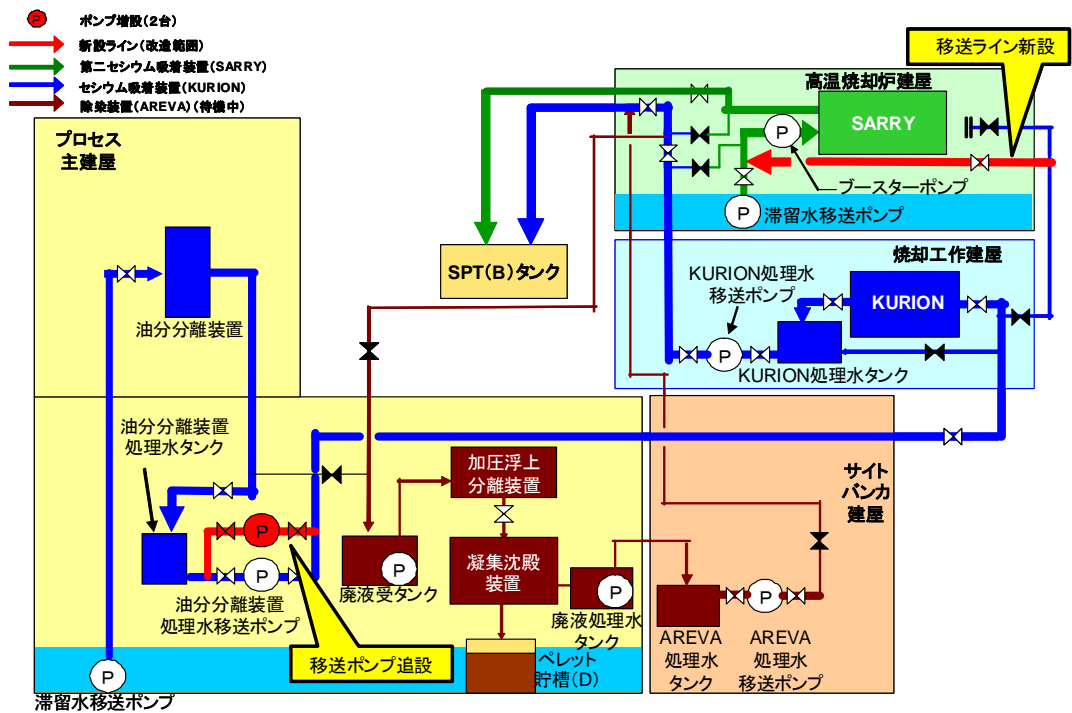 P
ポンプ増設(2台)
新設ライン(改造範囲)
第二セシウム吸着装置(SARRY)
セシウム吸着装置(KURION)
除染装置(AREVA)(待機中)
移送ライン新設
高温焼却炉建屋
SARRY
P
ブースターポンプ
P
滞留水移送ポンプ
プロセス
主建屋
油分分離装置
SPT(B)タンク
焼却工作建屋
KURION処理水
移送ポンプ
KURION
P
KURION処理水タンク
油分分離装置
処理水タンク
P
P
油分分離装置
処理水移送ポンプ
加圧浮上
分離装置
P
廃液受タンク
凝集沈殿
装置
P
廃液処理水
タンク
サイト
バンカ
建屋
P
AREVA
処理水
タンク
AREVA
処理水
移送ポンプ
移送ポンプ追設
ペレット
貯槽(D)
P
滞留水移送ポンプ